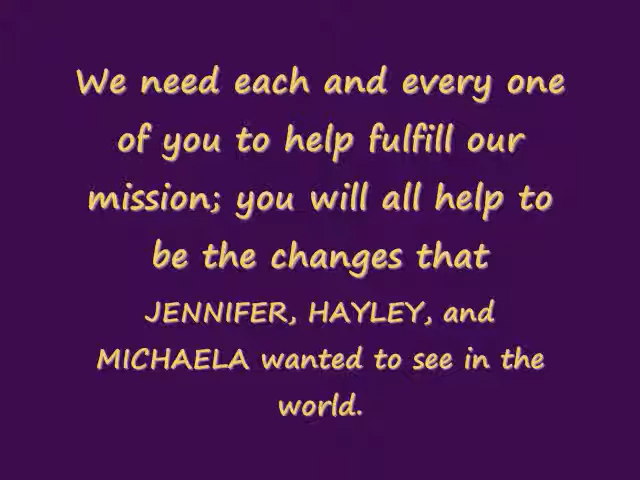 We need each and every one
of you to help fulfill our
mission; you will all help to
be the changes that
JENNIFER, HAYLEY, and
MICHAELA wanted to see in the
world.